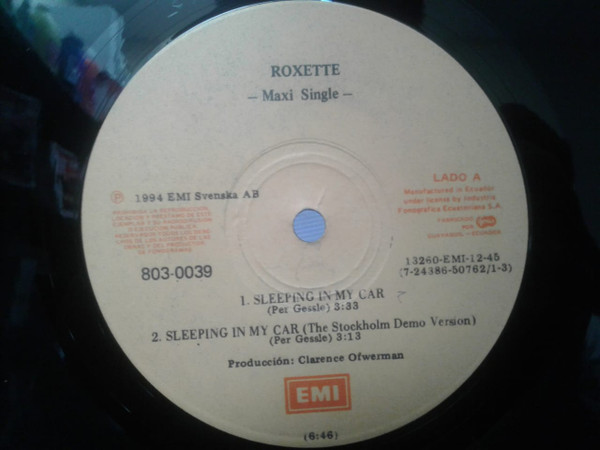 ROXETTE
- Maxi Single -
LADO A
Manufactured in Ecuador
under license by Industria
Fonografica Ecuatoriana S.A.
FABRICADO
POR
℗ 1994 EMI Svenska AB
803-0039
13260-EMI-12-45
(7-24386-50762/1-3)
1. SLEEPING IN MY CAR
(Per Gessle) 3:33
2. SLEEPING IN MY CAR (The Stockholm Demo Version)
(Per Gessle) 3:13
Producción: Clarence Ofwerman
EMI
(6:46)